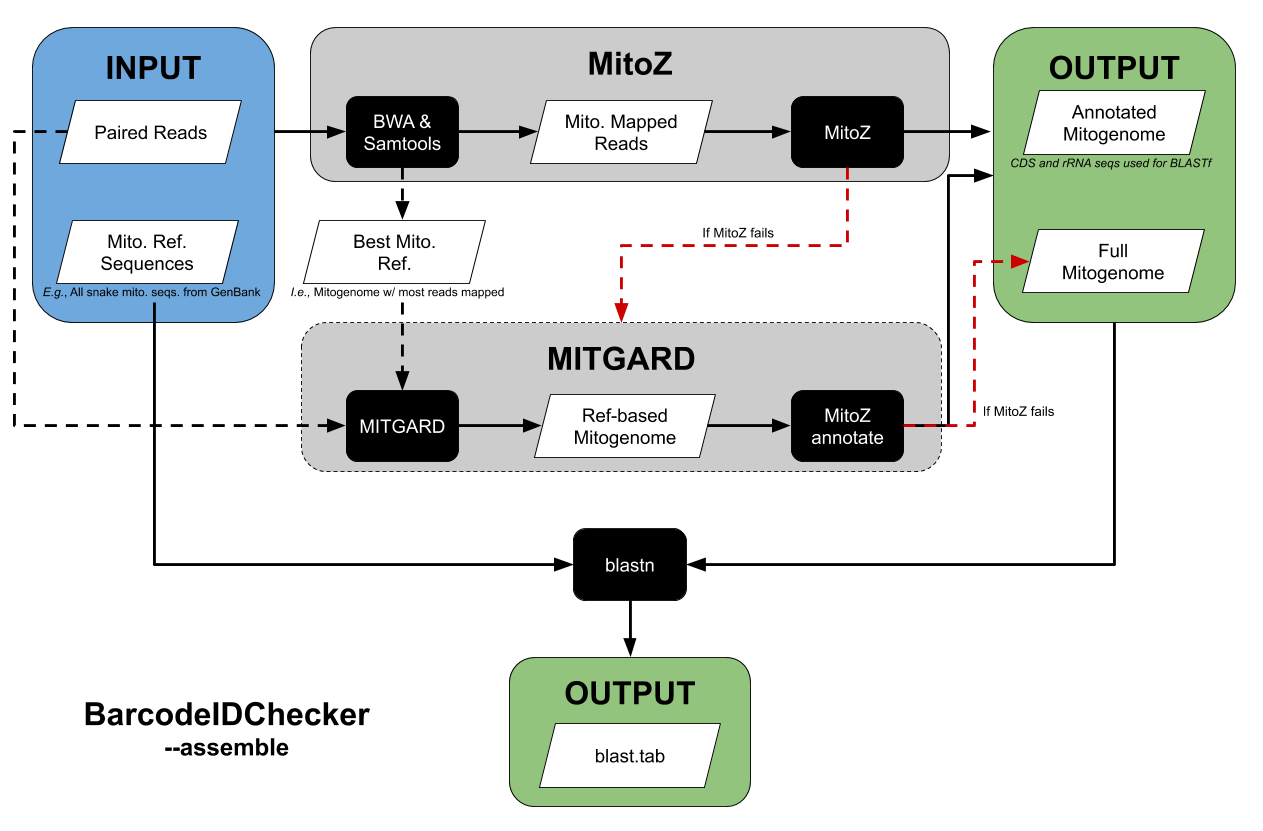 INPUT
Paired Reads
Mito. Ref.
Sequences
E.g., All snake mito. seqs. from GenBank
MitoZ
BWA &
Samtools
Mito. Mapped
Reads
MitoZ
OUTPUT
Annotated
Mitogenome
CDS and rRNA seqs used for BLASTf
Full
Mitogenome
Best Mito.
Ref.
I.e., Mitogenome w/ most reads mapped
If MitoZ fails
MITGARD
MITGARD
Ref-based
Mitogenome
MitoZ
annotate
If MitoZ fails
blastn
OUTPUT
blast.tab
BarcodeIDChecker
--assemble